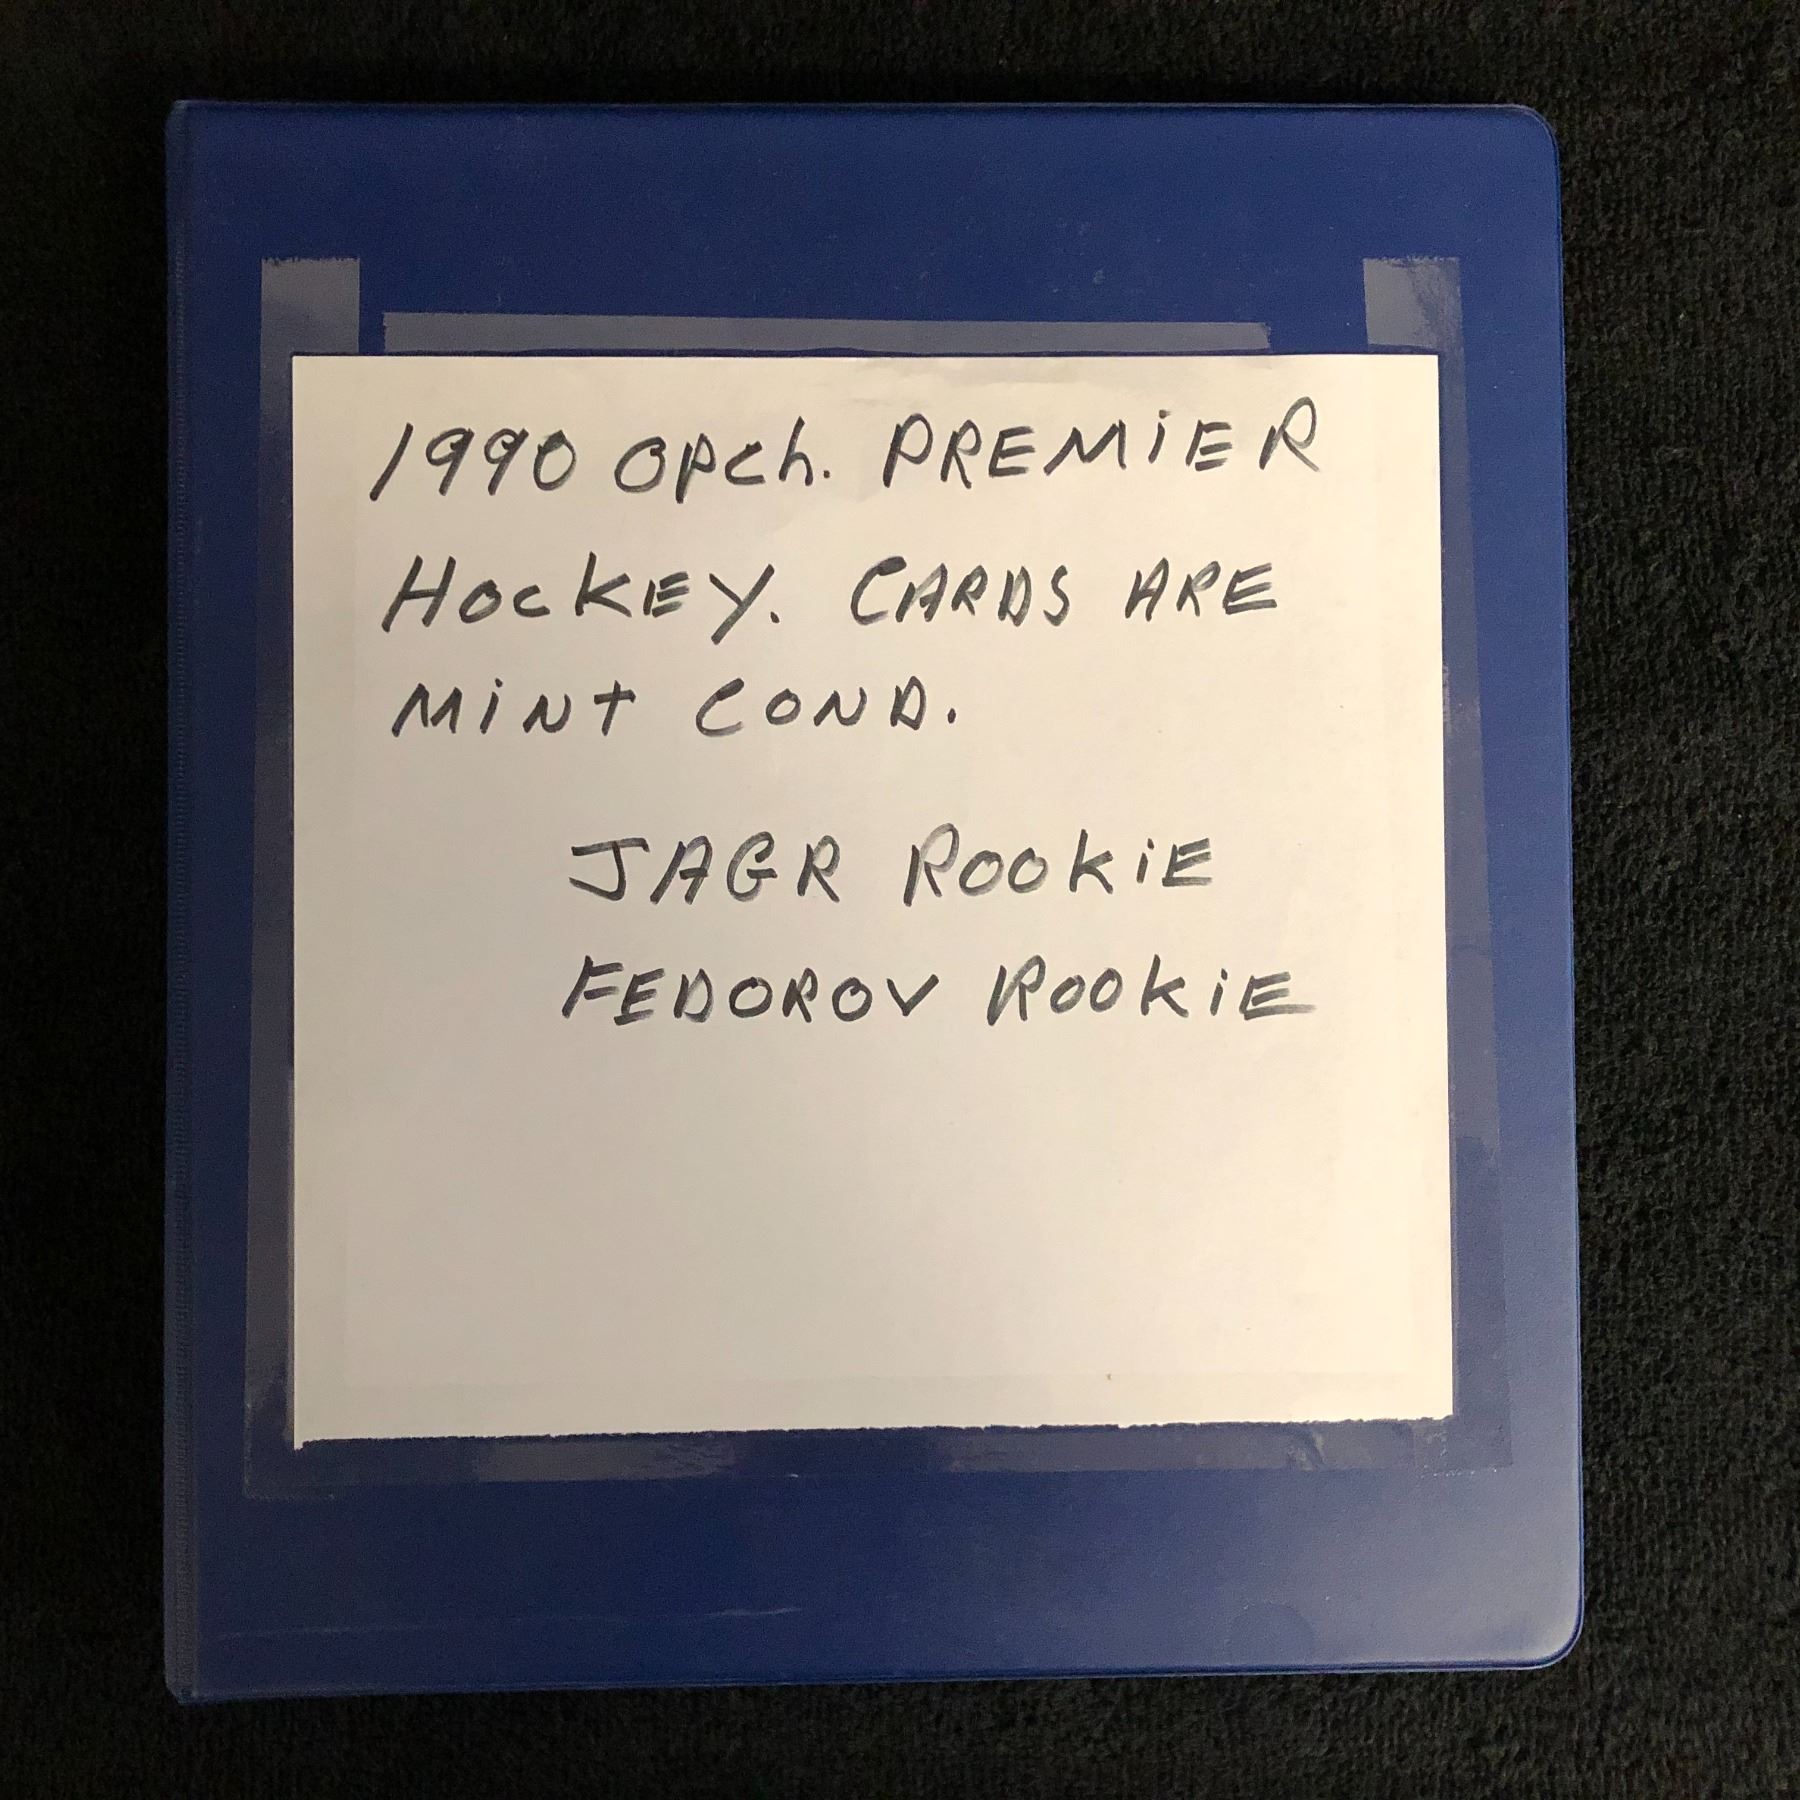 1990 OPCh. PREMiER
HOCKEY. CARDS ARE
MiNT COND.
JAGR ROOKiE
FEDOROV ROOKiE